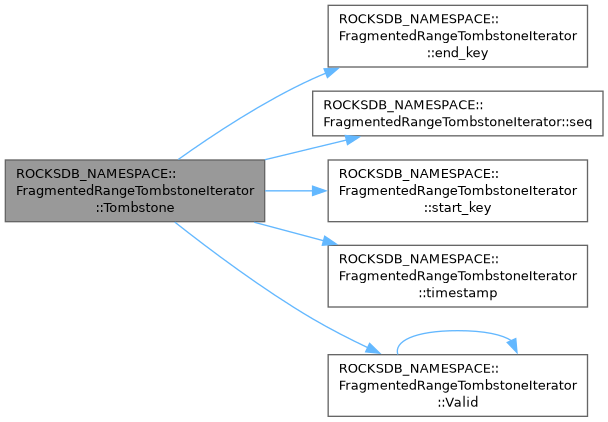 ROCKSDB_NAMESPACE::
FragmentedRangeTombstoneIterator
::Tombstone
ROCKSDB_NAMESPACE::
FragmentedRangeTombstoneIterator
::end_key
ROCKSDB_NAMESPACE::
FragmentedRangeTombstoneIterator::seq
ROCKSDB_NAMESPACE::
FragmentedRangeTombstoneIterator
::start_key
ROCKSDB_NAMESPACE::
FragmentedRangeTombstoneIterator
::timestamp
ROCKSDB_NAMESPACE::
FragmentedRangeTombstoneIterator
::Valid